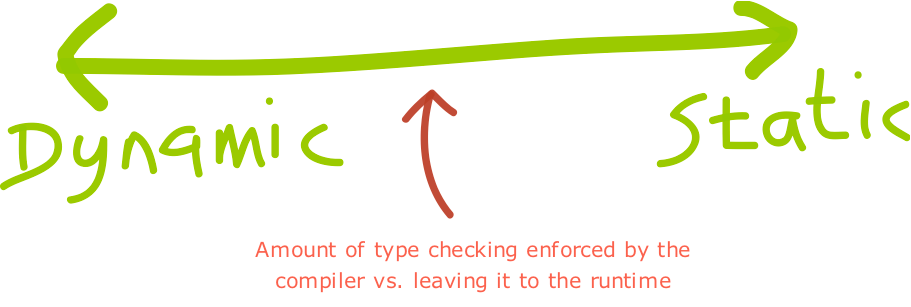 Dynamic Static
Amount of type checking enforced by the
compiler vs. leaving it to the runtime